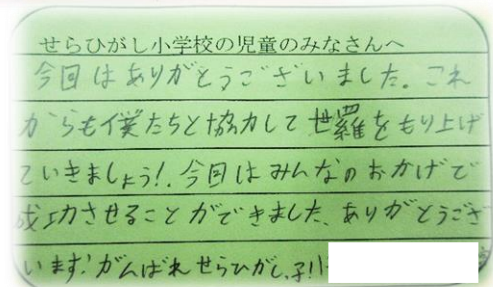 せらひがし小学校の児童のみなさんへ
今回はありがとうございました。これ
からも僕たちと協力して世羅をもり上げ
ていきましょう!。今回はみんなのおかげで
成功させることができました、ありがとうござ
います!がんばれせらひがし